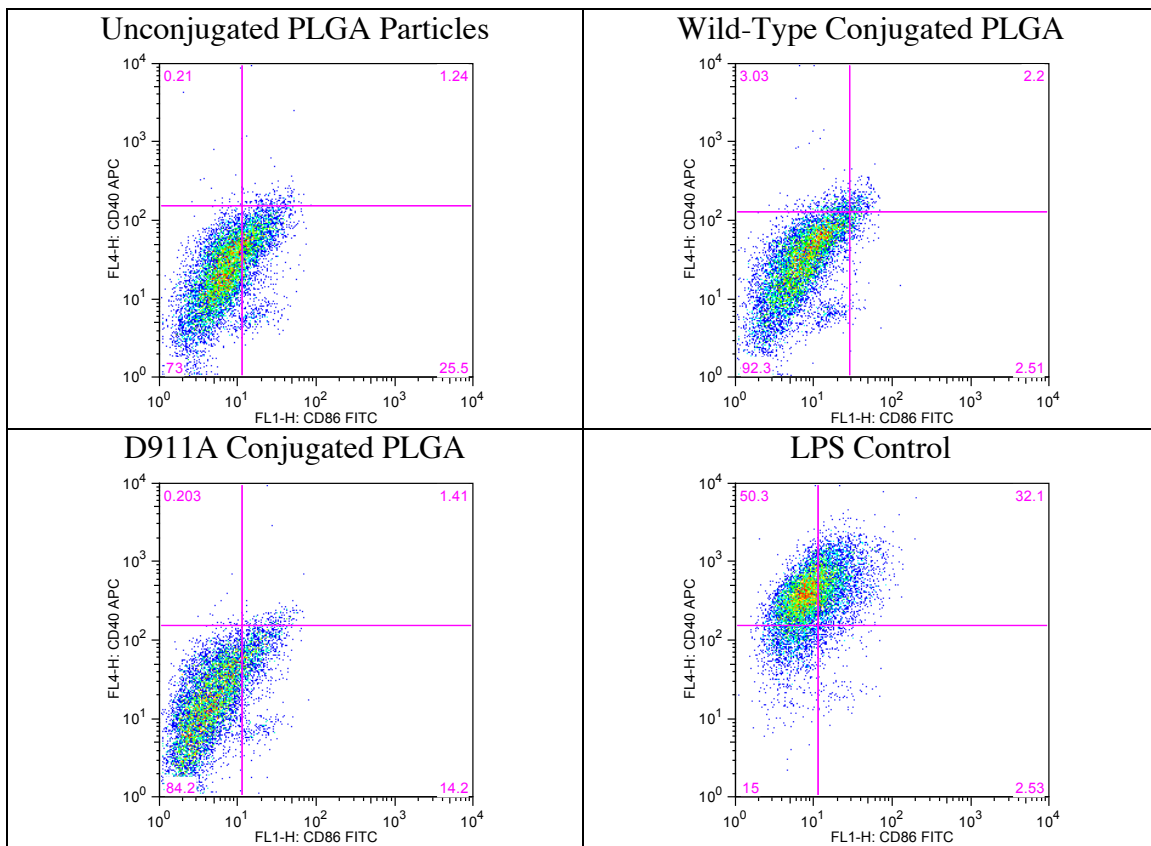 Unconjugated PLGA Particles
0.21
1.24
73
25.5
10^4
10^3
10^2
10^1
10^0
FL4-H: CD40 APC
10^0 10^1 10^2 10^3 10^4
FL1-H: CD86 FITC
Wild-Type Conjugated PLGA
3.03
2.2
92.3
2.51
10^4
10^3
10^2
10^1
10^0
FL4-H: CD40 APC
10^0 10^1 10^2 10^3 10^4
FL1-H: CD86 FITC
D911A Conjugated PLGA
0.203
1.41
84.2
14.2
10^4
10^3
10^2
10^1
10^0
FL4-H: CD40 APC
10^0 10^1 10^2 10^3 10^4
FL1-H: CD86 FITC
LPS Control
50.3
32.1
15
2.53
10^4
10^3
10^2
10^1
10^0
FL4-H: CD40 APC
10^0 10^1 10^2 10^3 10^4
FL1-H: CD86 FITC